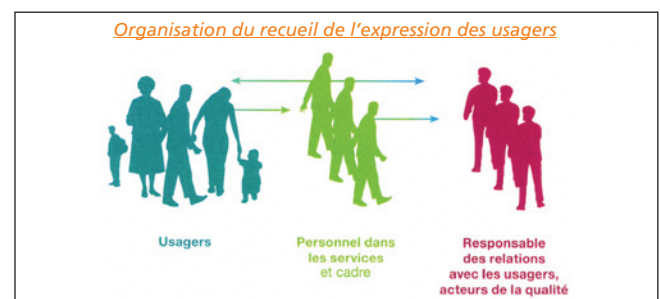 Organisation du recueil de l'expression des usagers
Usagers
Personnel dans
les services
et cadre
Responsable
des relations
avec les usagers,
acteurs de la qualité